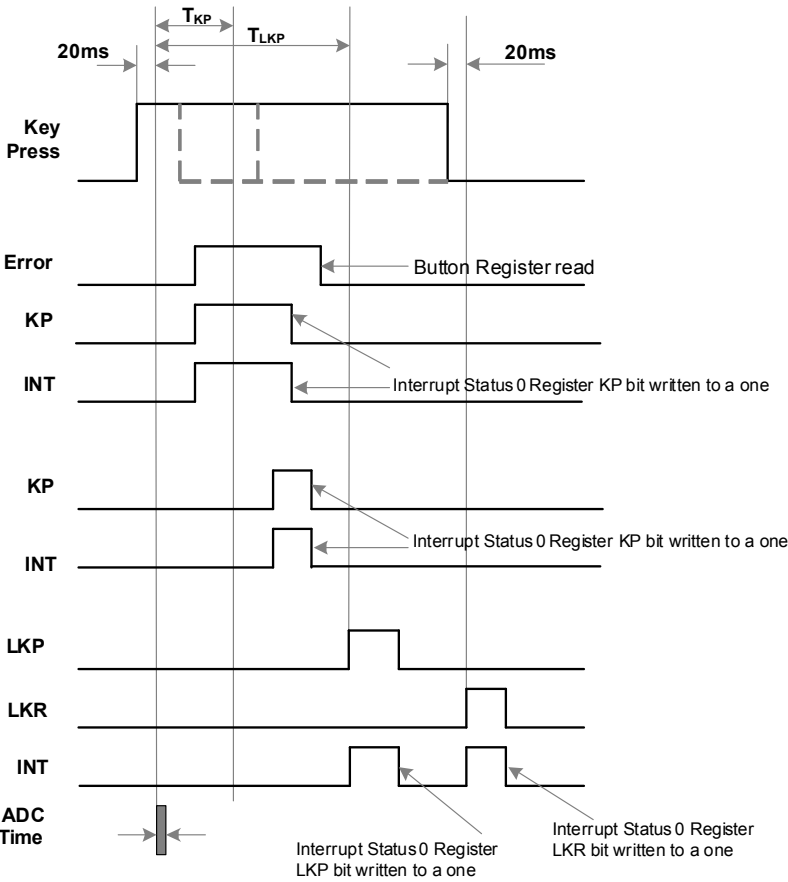 TKP
TLKP
20ms
20ms
Key
Press
Error
Button Register read
KP
INT
Interrupt Status 0 Register KP bit written to a one
KP
INT
Interrupt Status 0 Register KP bit written to a one
LKP
LKR
INT
ADC
Time
Interrupt Status 0 Register
LKP bit written to a one
Interrupt Status 0 Register
LKR bit written to a one